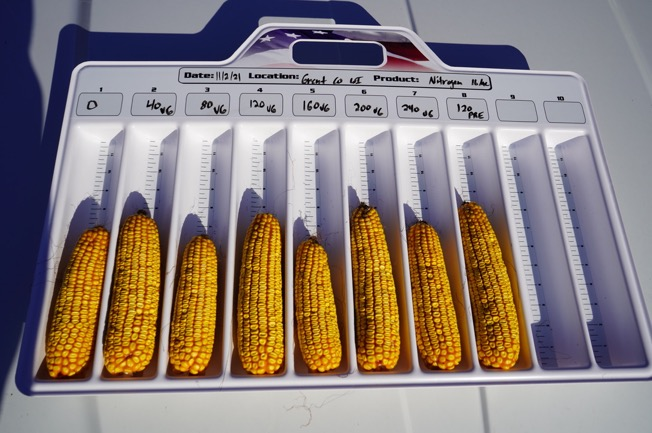 Date: 11/2/21 Location: Grant Co WI Product: Nitrogen lb/Ac
1 2 3 4 5 6 7 8 9 10
0 40 V6 80 V6 120 V6 160 V6 200 V6 240 V6 120 PRE